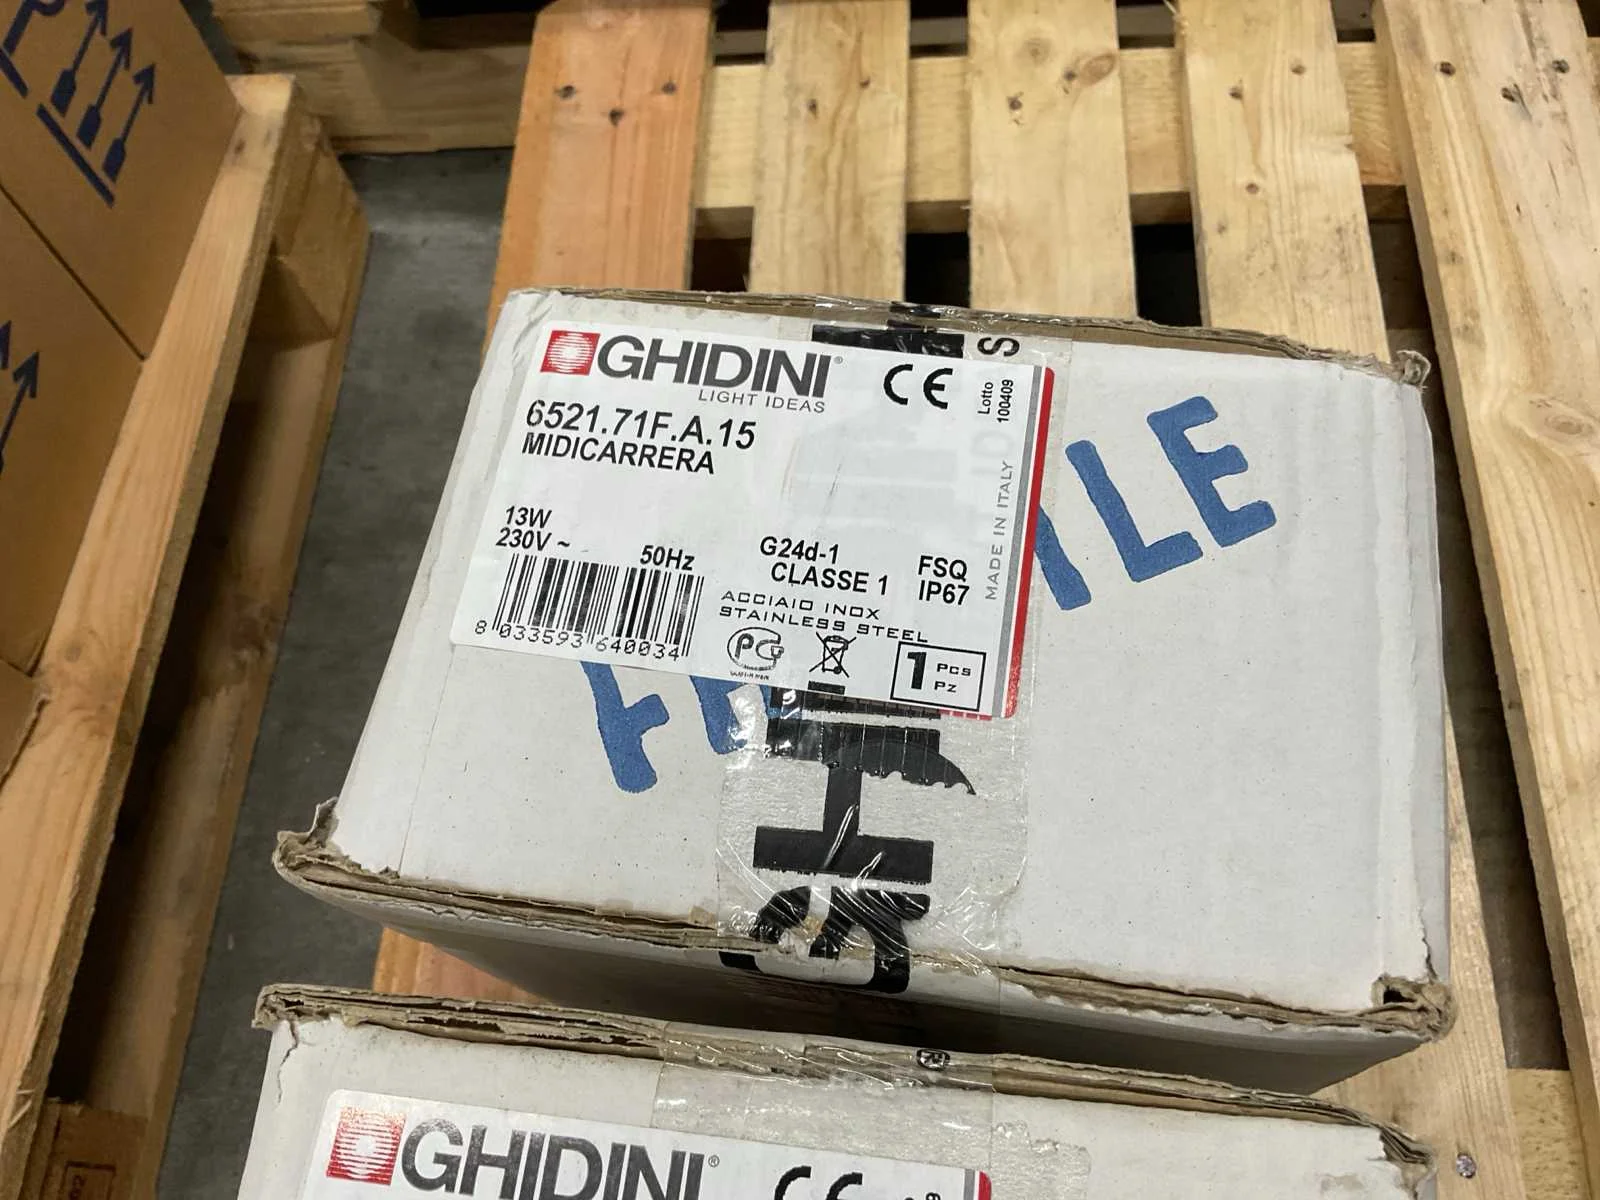 GHIDINI®
LIGHT IDEAS
CE
Lotto
100409
6521.71F.A.15
MIDICARRERA
13W
230V ~ 50Hz
G24d-1 FSQ
CLASSE 1 IP67
ACCIAIO INOX
STAINLESS STEEL
8 033593 640034
1 Pcs
Pz
MADE IN ITALY
S
GHIDINI®
CE